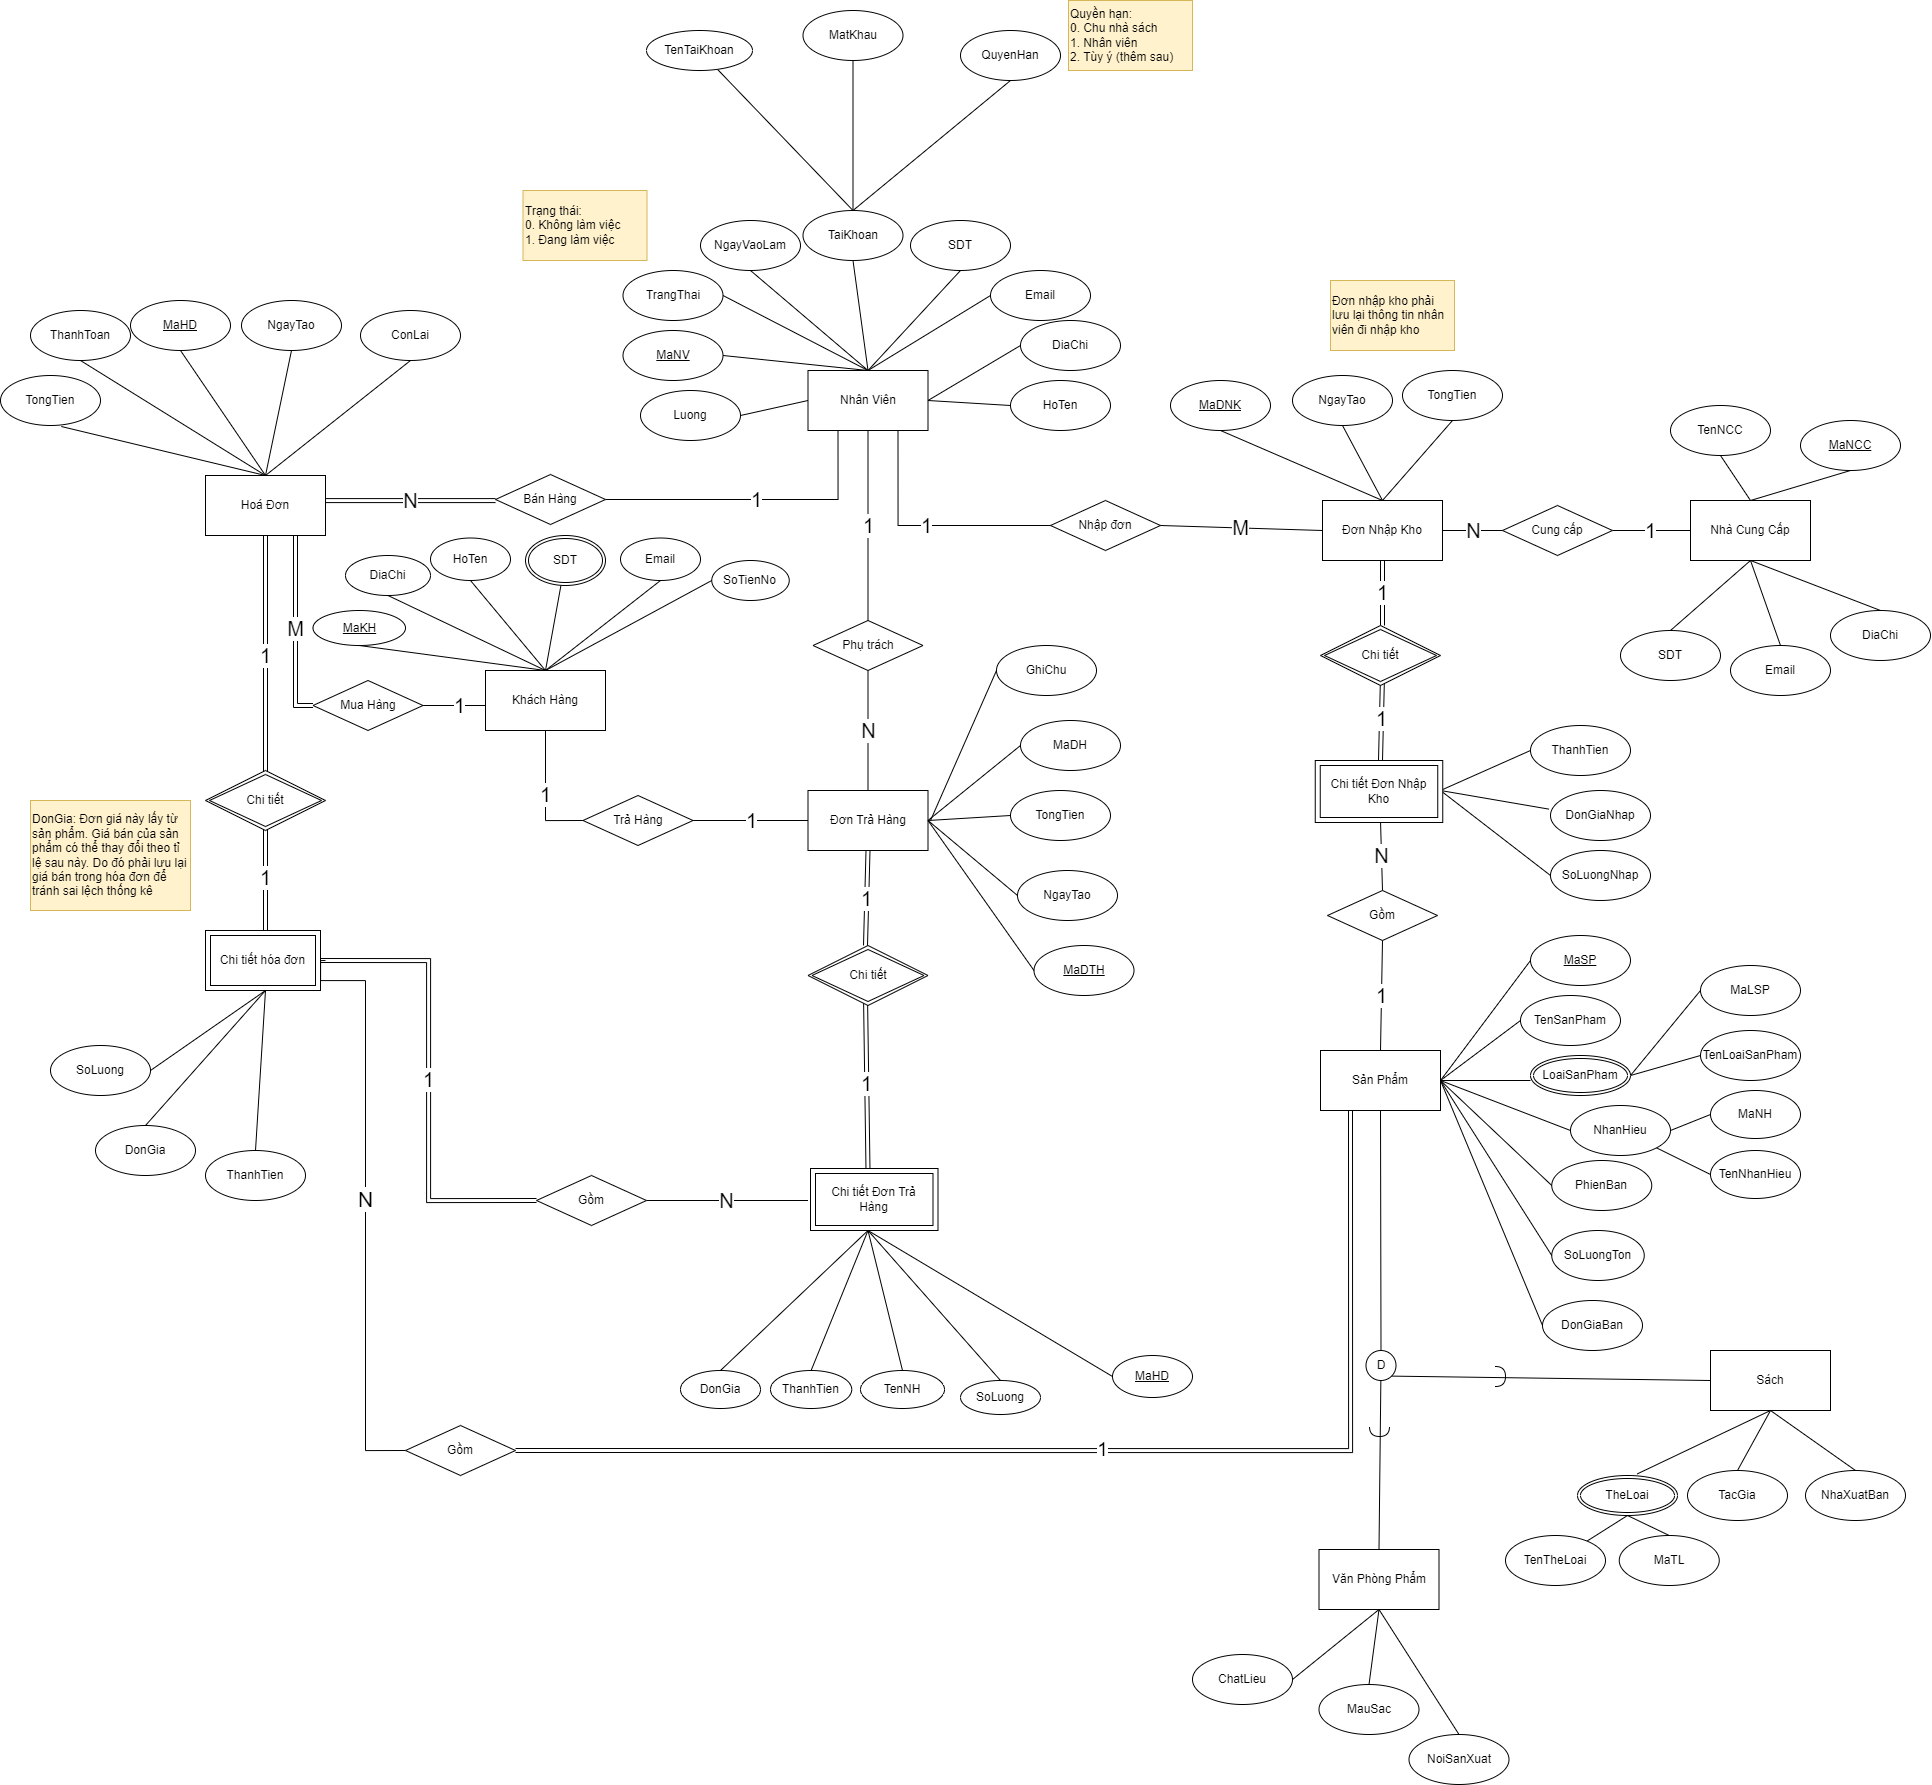 Quyền hạn:
0. Chu nhà sách
1. Nhân viên
2. Tùy ý (thêm sau)
TenTaiKhoan
MatKhau
QuyenHan
Trạng thái:
0. Không làm việc
1. Đang làm việc
NgayVaoLam
TaiKhoan
SDT
TrangThai
Email
MaNV
DiaChi
Luong
Nhân Viên
HoTen
Đơn nhập kho phải
lưu lại thông tin nhân
viên đi nhập kho
ThanhToan
MaHD
NgayTao
ConLai
TongTien
Hoá Đơn
N
Bán Hàng
1
1
1
Nhập đơn
M
MaDNK
NgayTao
TongTien
Đơn Nhập Kho
N
Cung cấp
1
TenNCC
MaNCC
Nhà Cung Cấp
SDT
Email
DiaChi
DiaChi
HoTen
SDT
Email
SoTienNo
MaKH
M
1
Mua Hàng
1
Khách Hàng
Phụ trách
N
1
Chi tiết
1
1
Trả Hàng
1
Đơn Trả Hàng
GhiChu
MaDH
TongTien
NgayTao
MaDTH
Chi tiết Đơn Nhập
Kho
ThanhTien
DonGiaNhap
SoLuongNhap
N
Gồm
1
DonGia: Đơn giá này lấy từ
sản phẩm. Giá bán của sản
phẩm có thể thay đổi theo tỉ
lệ sau này. Do đó phải lưu lại
giá bán trong hóa đơn để
tránh sai lệch thống kê
Chi tiết
1
1
Chi tiết
1
Chi tiết hóa đơn
SoLuong
DonGia
ThanhTien
1
N
Gồm
N
Chi tiết Đơn Trả
Hàng
DonGia
ThanhTien
TenNH
SoLuong
MaHD
Gồm
1
Sản Phẩm
MaSP
TenSanPham
LoaiSanPham
MaLSP
TenLoaiSanPham
NhanHieu
MaNH
TenNhanHieu
PhienBan
SoLuongTon
DonGiaBan
D
Sách
TheLoai
TacGia
NhaXuatBan
TenTheLoai
MaTL
Văn Phòng Phẩm
ChatLieu
MauSac
NoiSanXuat